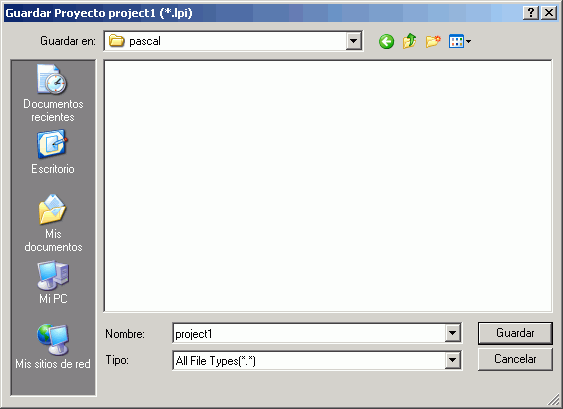 Guardar Proyecto project1 (*.lpi)
Guardar en: pascal
Documentos
recientes
Escritorio
Mis
documentos
Mi PC
Mis sitios de red
Nombre: project1 Guardar
Tipo: All File Types(*.*) Cancelar